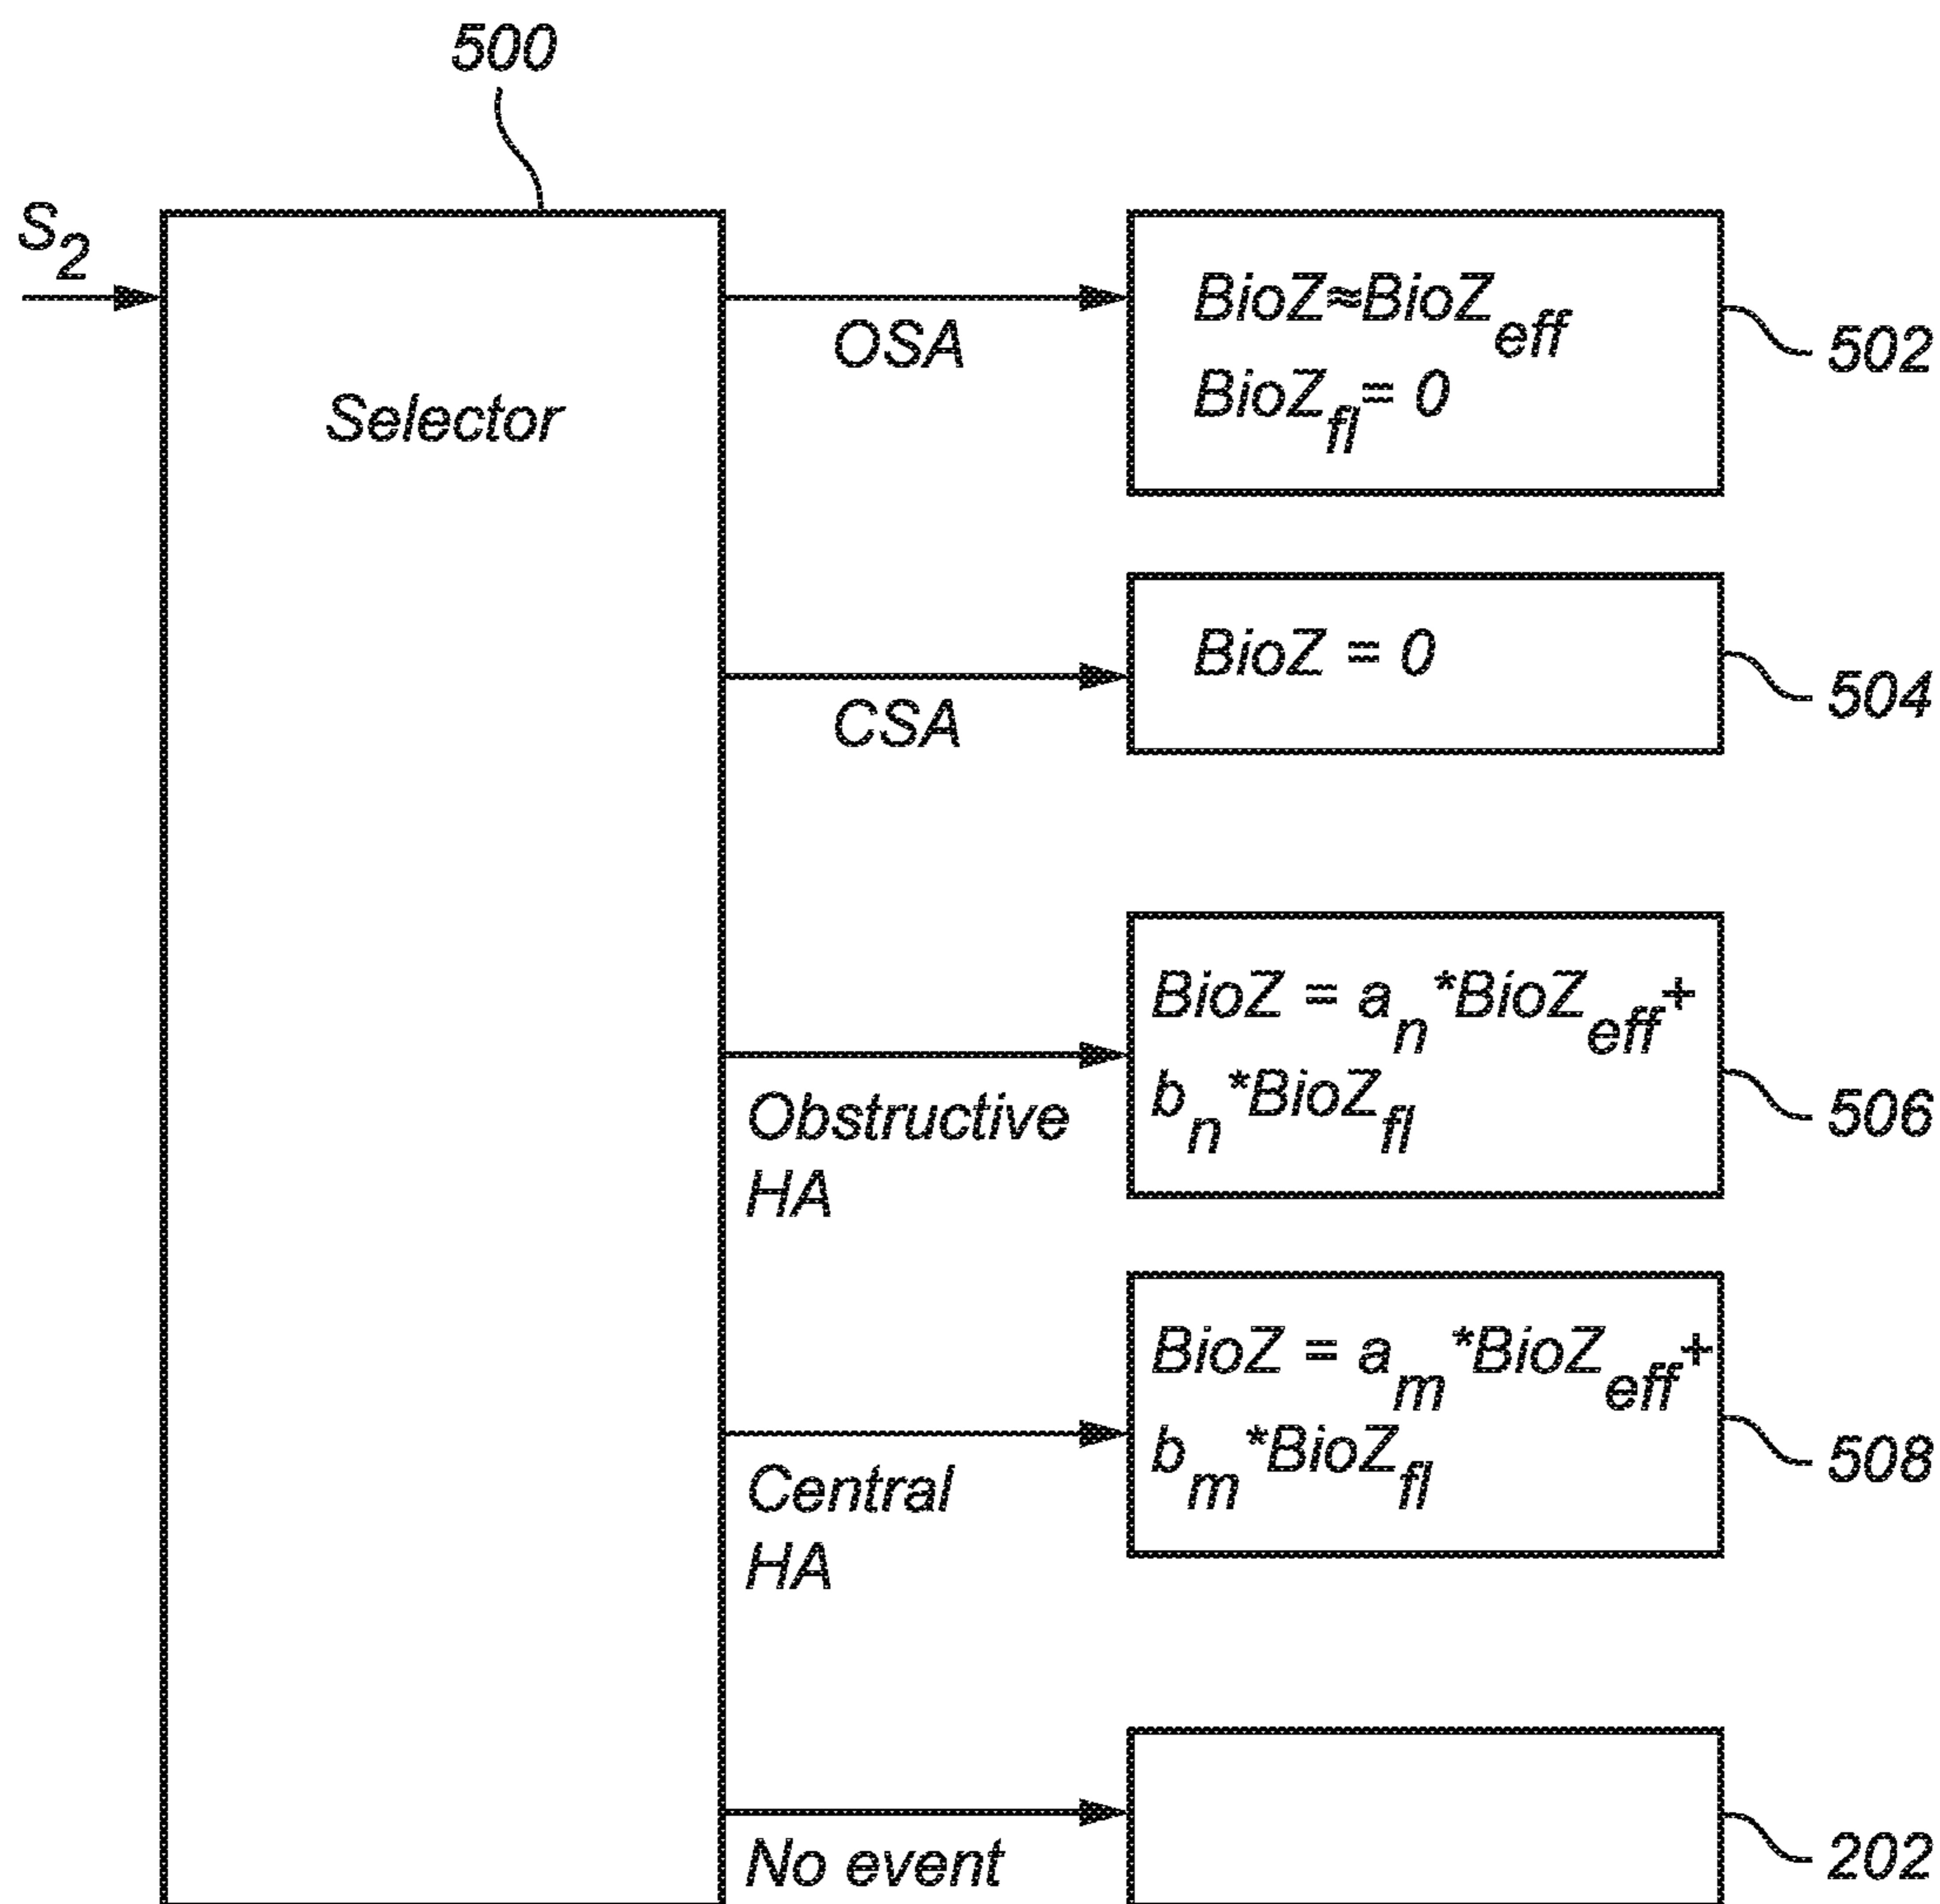 500
S2
Selector
OSA
BioZ≈BioZeff
BioZfl= 0
502
CSA
BioZ = 0
504
Obstructive
HA
BioZ = an*BioZeff+
bn*BioZfl
506
Central
HA
BioZ = am*BioZeff+
bm*BioZfl
508
No event
202